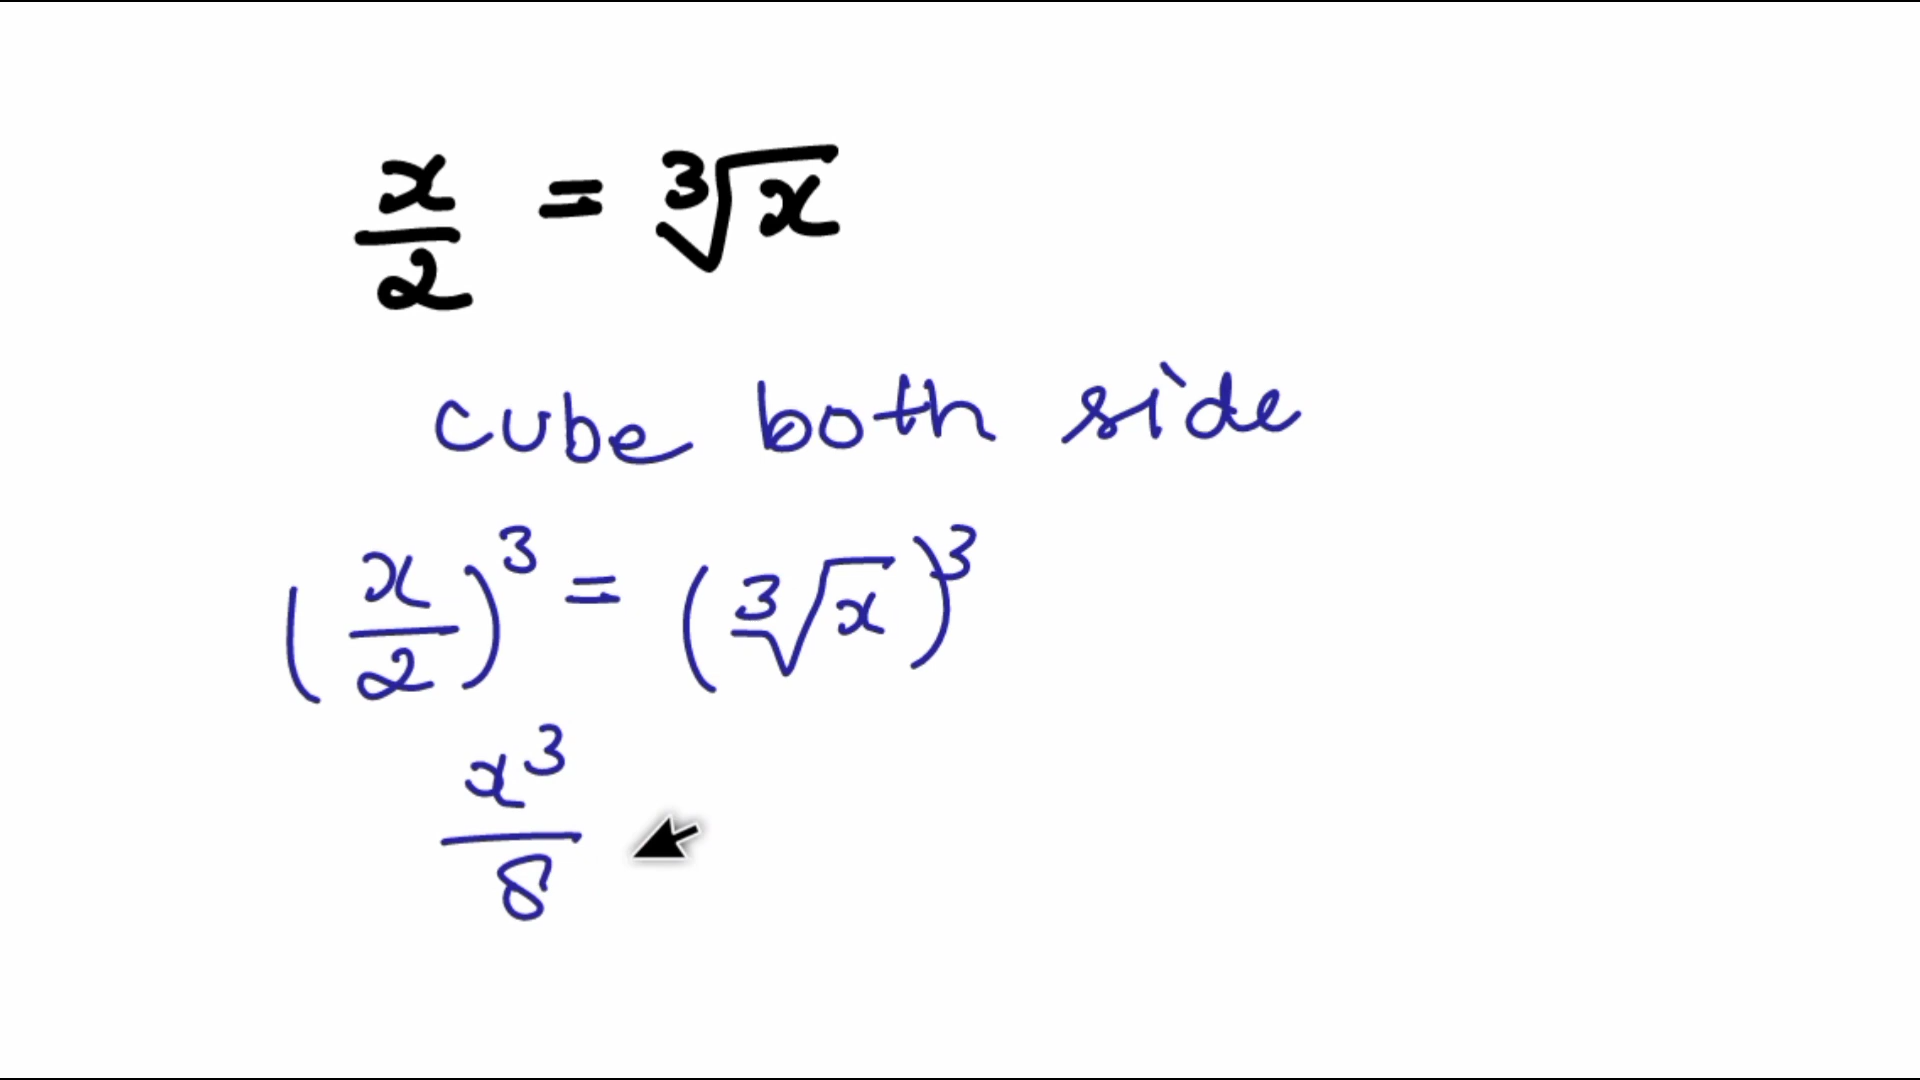 x/2 = ∛x
cube both side
(x/2)³ = (∛x)³
x³/8